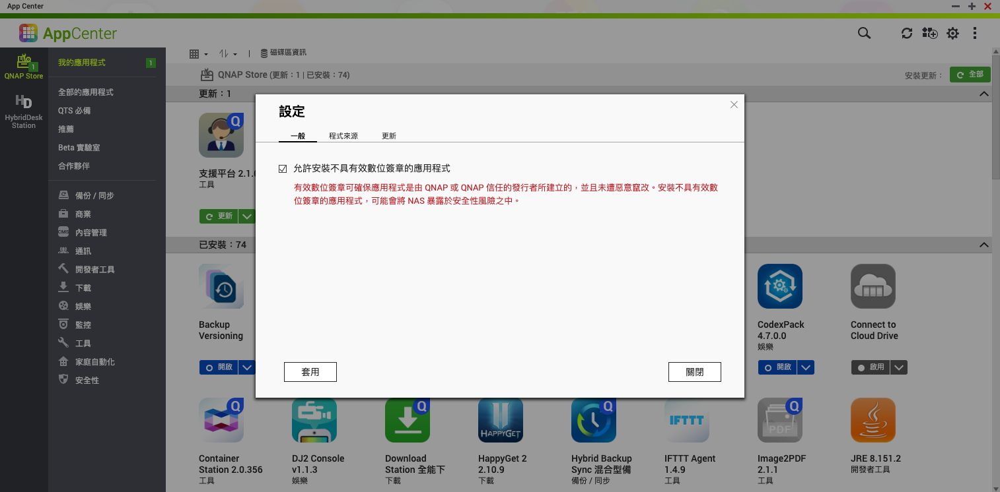 App Center
AppCenter
磁碟區資訊
1
QNAP Store
HD
HybridDesk
Station
我的應用程式
1
全部的應用程式
QTS 必備
推薦
Beta 實驗室
合作夥伴
備份 / 同步
商業
CMS
內容管理
通訊
開發者工具
下載
娛樂
監控
工具
家庭自動化
安全性
QNAP Store (更新：1 | 已安裝：74)
安裝更新：
全部
更新：1
Q
支援平台 2.1.
工具
更新
設定
一般
程式來源
更新
允許安裝不具有效數位簽章的應用程式
有效數位簽章可確保應用程式是由 QNAP 或 QNAP 信任的發行者所建立的，並且未遭惡意竄改。安裝不具有效數
位簽章的應用程式，可能會將 NAS 暴露於安全性風險之中。
套用
關閉
已安裝：74
Backup
Versioning
開啟
CodexPack
4.7.0.0
娛樂
開啟
Connect to
Cloud Drive
啟用
Q
Container
Station 2.0.356
工具
DJ2 Console
v1.1.3
娛樂
Q
Download
Station 全能下
下載
HAPPYGET
HappyGet 2
2.10.9
下載
Q
Hybrid Backup
Sync 混合型備
備份 / 同步
IFTTT
IFTTT Agent
1.4.9
工具
Q
PDF
Image2PDF
2.1.1
工具
JRE 8.151.2
開發者工具